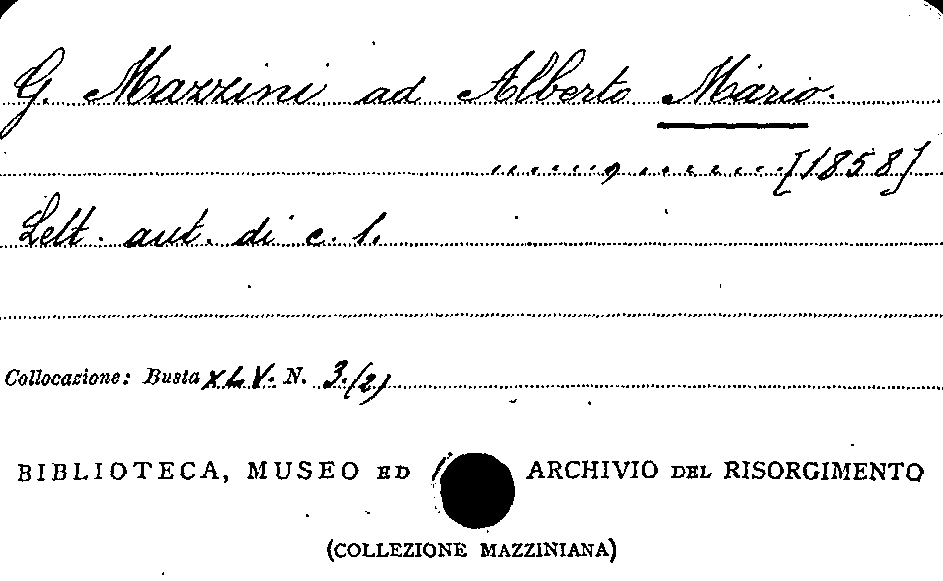 G. Mazzini ad Alberto Mario.
......, ....... [1858]
Lett. aut. di c. 1.
Collocazione: Busta XLV. N. 3.(2)
BIBLIOTECA, MUSEO ED ARCHIVIO DEL RISORGIMENTO
(COLLEZIONE MAZZINIANA)